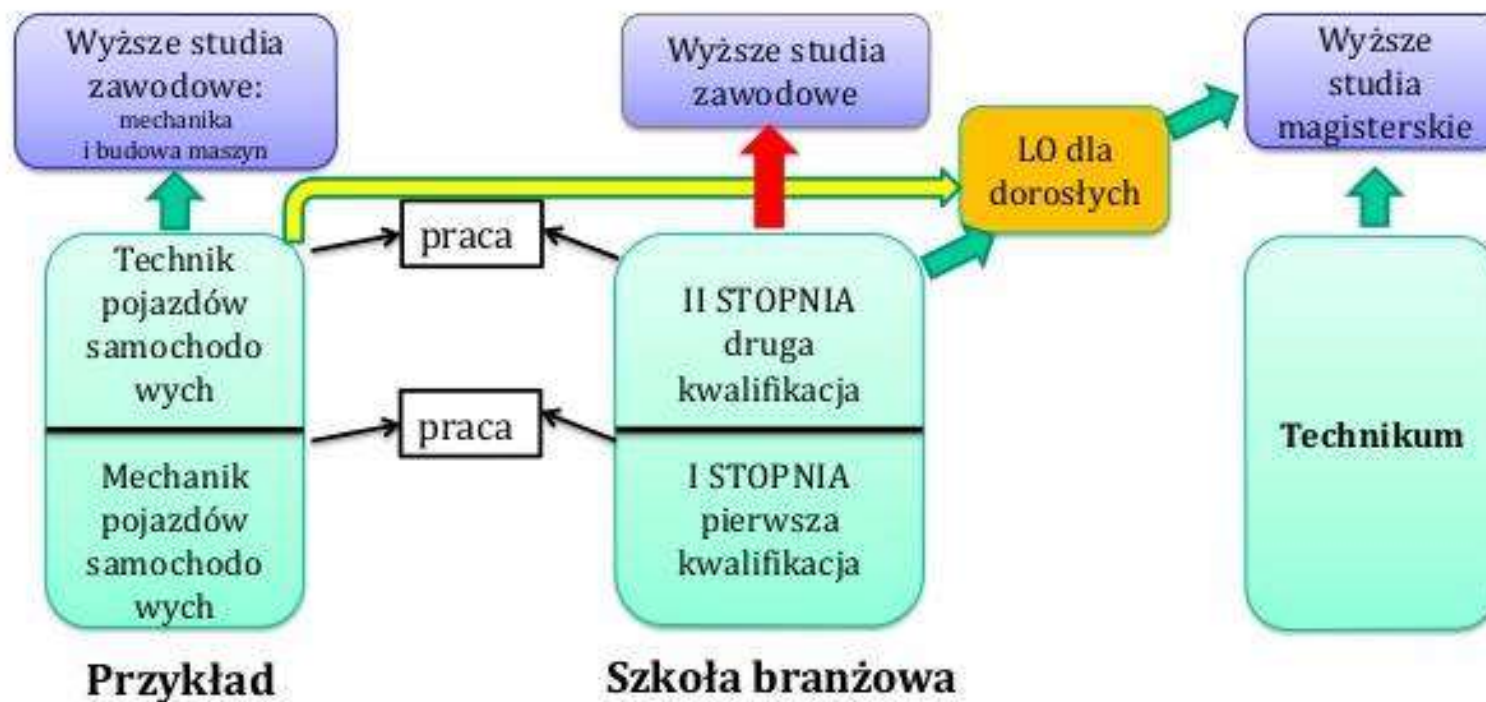 Wyższe studia
zawodowe:
mechanika
i budowa maszyn
Wyższe studia
zawodowe
Wyższe
studia
magisterskie
LO dla
dorosłych
praca
Technik
pojazdów
samochodo
wych
II STOPNIA
druga
kwalifikacja
praca
Mechanik
pojazdów
samochodo
wych
I STOPNIA
pierwsza
kwalifikacja
Technikum
Przykład
Szkoła branżowa